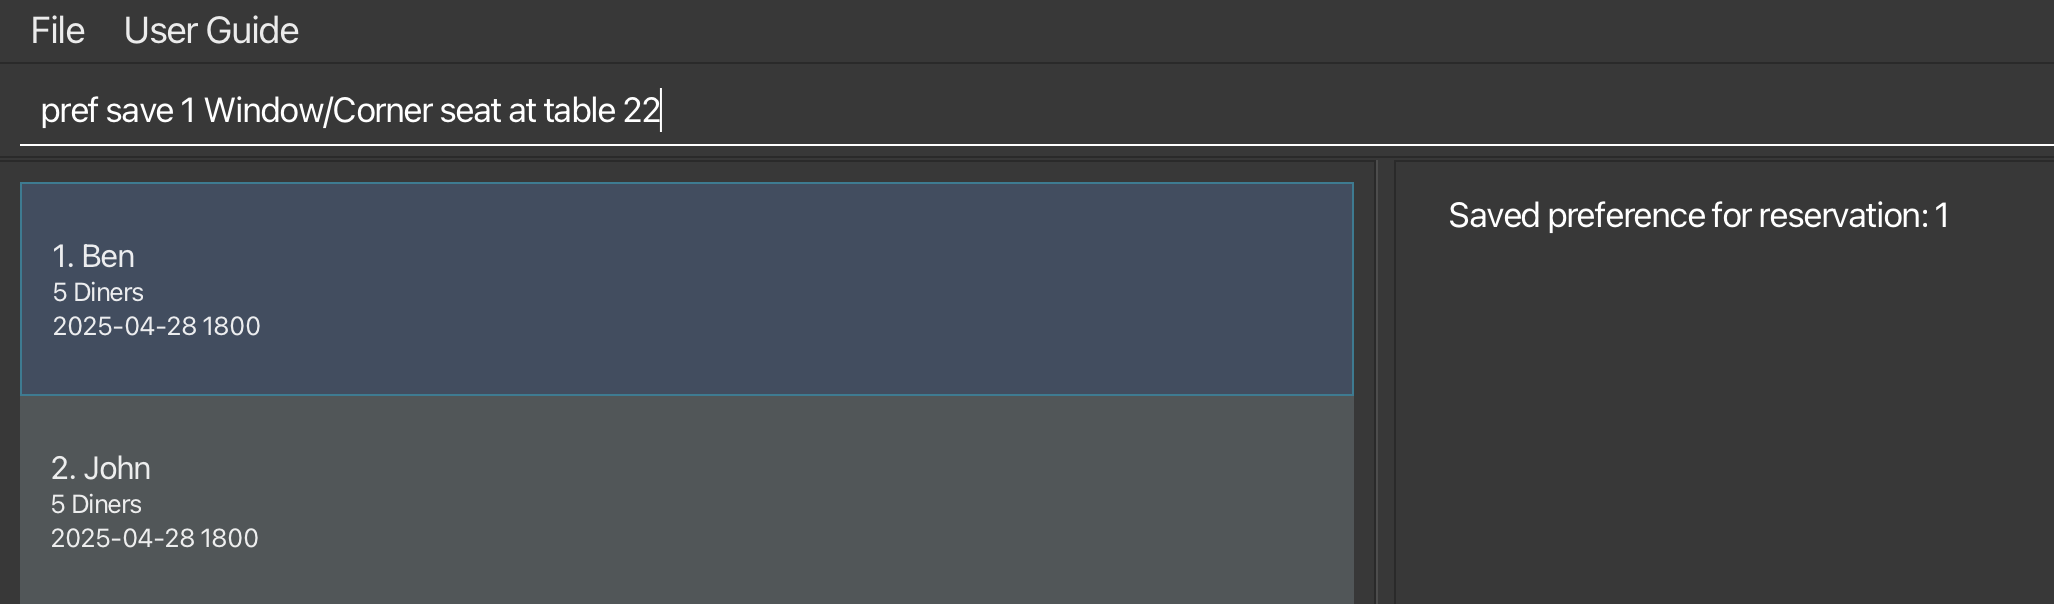 File User Guide
pref save 1 Window/Corner seat at table 22
1. Ben
5 Diners
2025-04-28 1800
2. John
5 Diners
2025-04-28 1800
Saved preference for reservation: 1